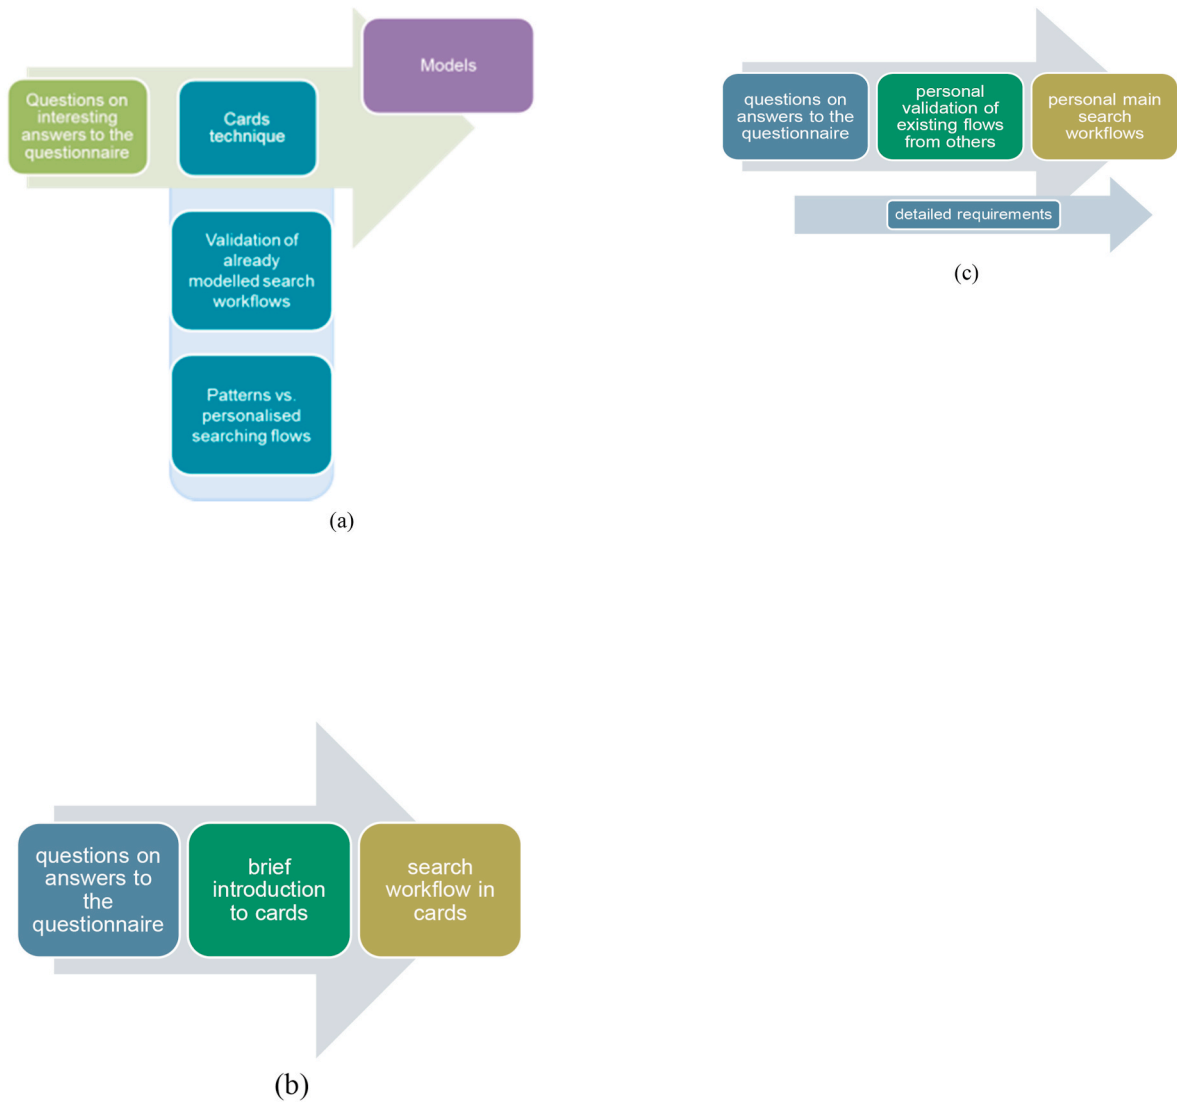 Questions on
interesting
answers to the
questionnaire
Cards
technique
Models
Validation of
already
modelled search
workflows
Patterns vs.
personalised
searching flows
(a)
questions on
answers to the
questionnaire
personal
validation of
existing flows
from others
personal main
search
workflows
detailed requirements
(c)
questions on
answers to
the
questionnaire
brief
introduction
to cards
search
workflow in
cards
(b)